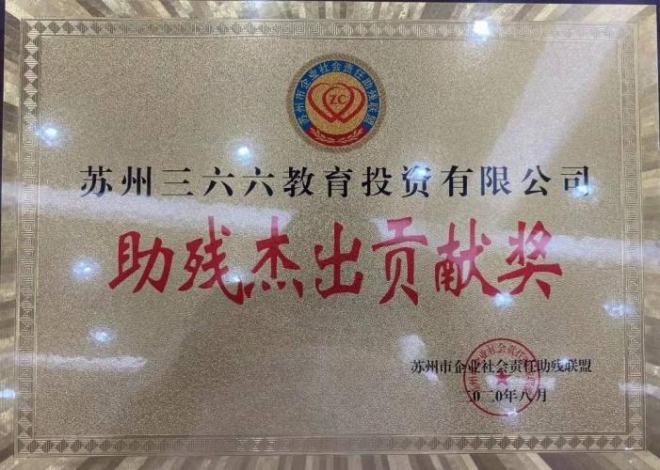 苏州市企业社会责任助残联盟
ZC
苏州三六六教育投资有限公司
助残杰出贡献奖
苏州市企业社会责任助残联盟
二〇二〇年八月